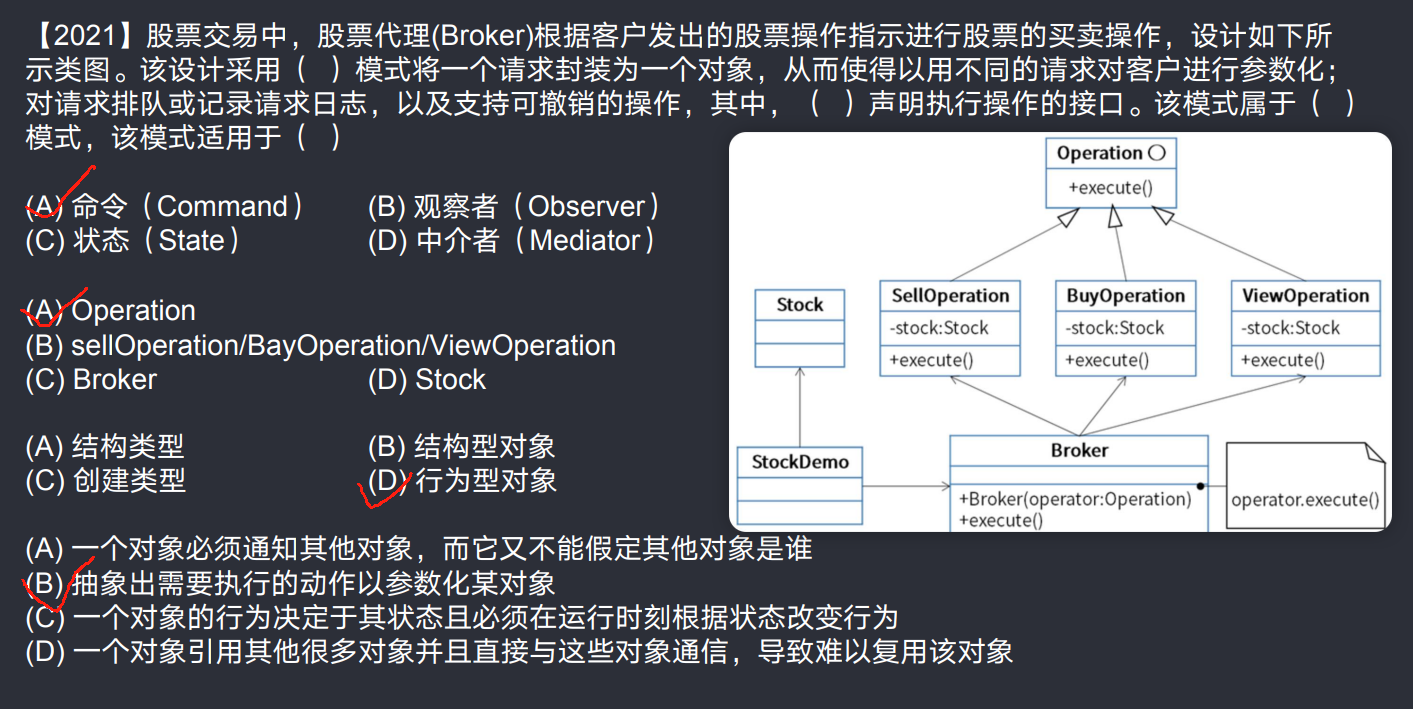 【2021】股票交易中，股票代理(Broker)根据客户发出的股票操作指示进行股票的买卖操作，设计如下所
示类图。该设计采用（ ）模式将一个请求封装为一个对象，从而使得以用不同的请求对客户进行参数化；
对请求排队或记录请求日志，以及支持可撤销的操作，其中，（ ）声明执行操作的接口。该模式属于（ ）
模式，该模式适用于（ ）
(A) 命令（Command） (B) 观察者（Observer）
(C) 状态（State） (D) 中介者（Mediator）
(A) Operation
(B) sellOperation/BayOperation/ViewOperation
(C) Broker (D) Stock
(A) 结构类型 (B) 结构型对象
(C) 创建类型 (D) 行为型对象
(A) 一个对象必须通知其他对象，而它又不能假定其他对象是谁
(B) 抽象出需要执行的动作以参数化某对象
(C) 一个对象的行为决定于其状态且必须在运行时刻根据状态改变行为
(D) 一个对象引用其他很多对象并且直接与这些对象通信，导致难以复用该对象
Operation
+execute()
Stock
SellOperation
-stock:Stock
+execute()
BuyOperation
-stock:Stock
+execute()
ViewOperation
-stock:Stock
+execute()
StockDemo
Broker
+Broker(operator:Operation)
+execute()
operator.execute()